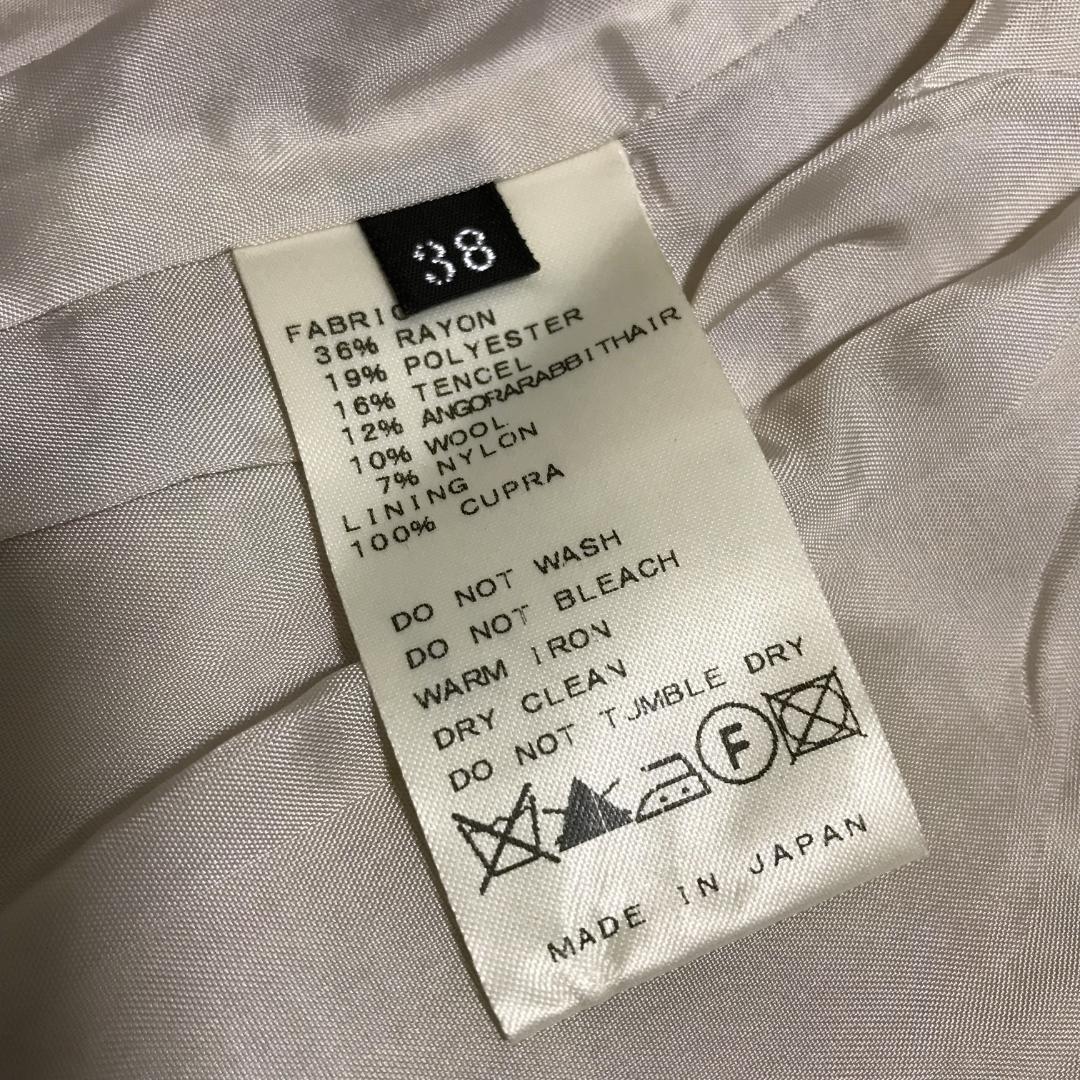 38
FABRIC
36% RAYON
19% POLYESTER
16% TENCEL
12% ANGORARABBITHAIR
10% WOOL
7% NYLON
LINING
100% CUPRA
DO NOT WASH
DO NOT BLEACH
WARM IRON
DRY CLEAN
DO NOT TUMBLE DRY
F
MADE IN JAPAN